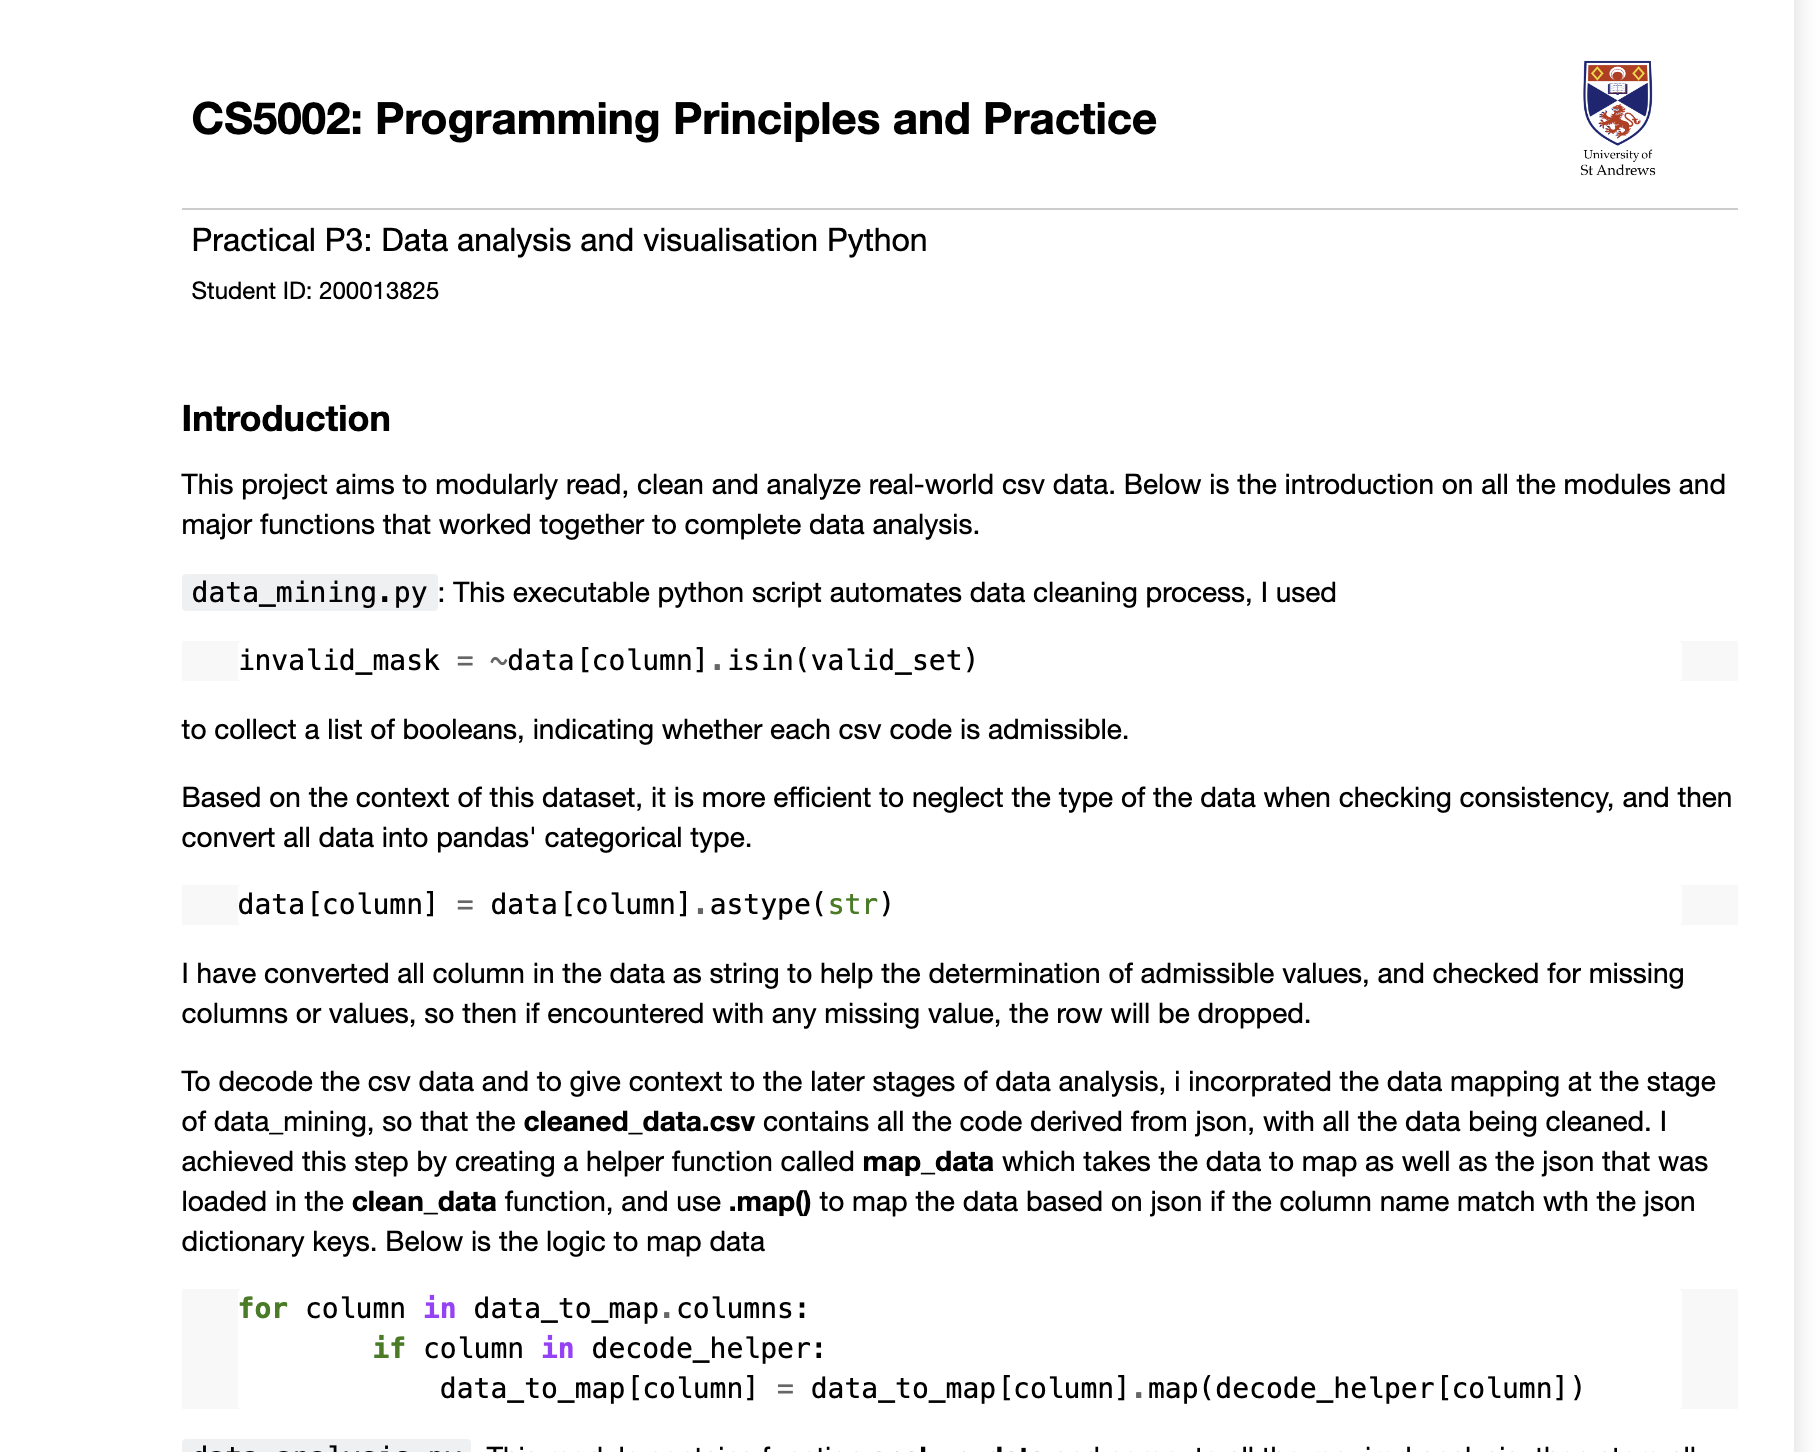 CS5002: Programming Principles and Practice
University of
St Andrews
Practical P3: Data analysis and visualisation Python
Student ID: 200013825
Introduction
This project aims to modularly read, clean and analyze real-world csv data. Below is the introduction on all the modules and
major functions that worked together to complete data analysis.
data_mining.py : This executable python script automates data cleaning process, I used
invalid_mask = ~data[column].isin(valid_set)
to collect a list of booleans, indicating whether each csv code is admissible.
Based on the context of this dataset, it is more efficient to neglect the type of the data when checking consistency, and then
convert all data into pandas' categorical type.
data[column] = data[column].astype(str)
I have converted all column in the data as string to help the determination of admissible values, and checked for missing
columns or values, so then if encountered with any missing value, the row will be dropped.
To decode the csv data and to give context to the later stages of data analysis, i incorprated the data mapping at the stage
of data_mining, so that the cleaned_data.csv contains all the code derived from json, with all the data being cleaned. I
achieved this step by creating a helper function called map_data which takes the data to map as well as the json that was
loaded in the clean_data function, and use .map() to map the data based on json if the column name match wth the json
dictionary keys. Below is the logic to map data
for column in data_to_map.columns:
if column in decode_helper:
data_to_map[column] = data_to_map[column].map(decode_helper[column])